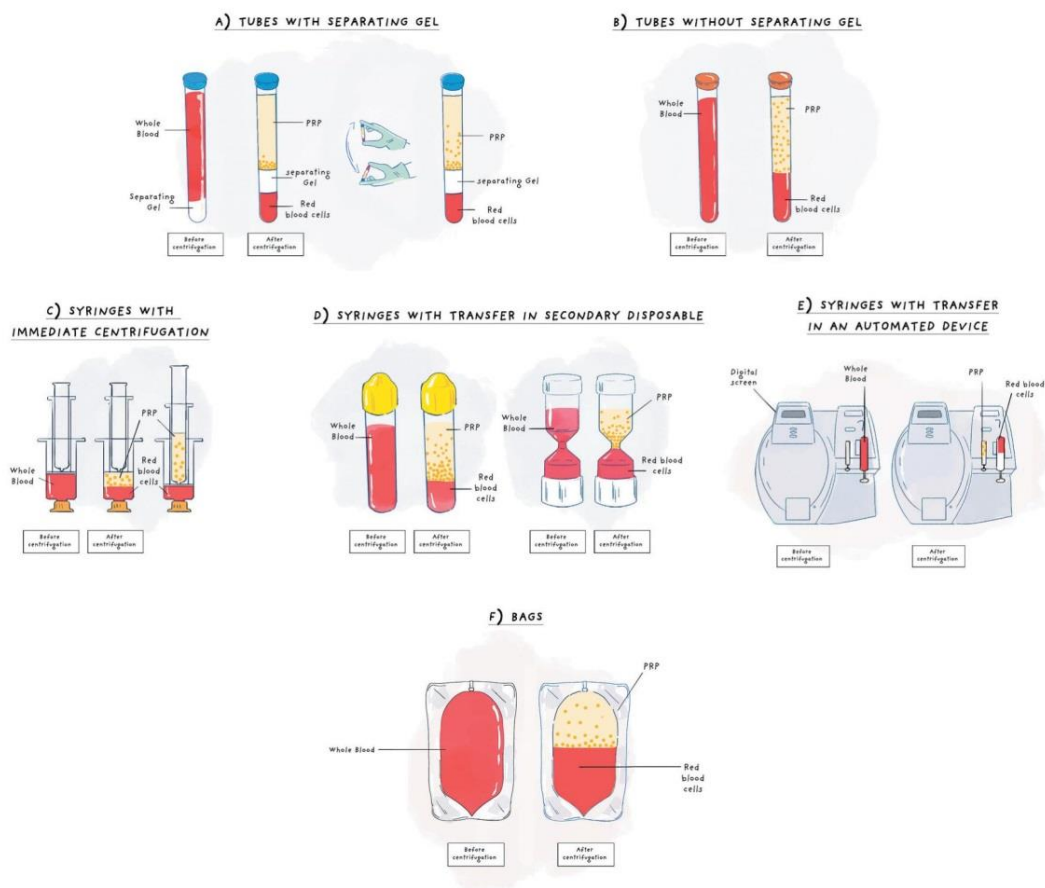 A) TUBES WITH SEPARATING GEL
Whole
Blood
Separating
Gel
Before
centrifugation
PRP
separating
Gel
Red
blood cells
After
centrifugation
PRP
separating Gel
Red
blood cells
B) TUBES WITHOUT SEPARATING GEL
Whole
Blood
Before
centrifugation
PRP
Red
blood cells
After
centrifugation
C) SYRINGES WITH
IMMEDIATE CENTRIFUGATION
PRP
Whole
Blood
Red
blood
cells
Before
centrifugation
After
centrifugation
D) SYRINGES WITH TRANSFER IN SECONDARY DISPOSABLE
Whole
Blood
PRP
Red
blood cells
Before
centrifugation
After
centrifugation
Whole
Blood
PRP
Red blood
cells
Before
centrifugation
After
centrifugation
E) SYRINGES WITH TRANSFER
IN AN AUTOMATED DEVICE
Digital
screen
Whole
Blood
PRP
Red blood
cells
Before
centrifugation
After
centrifugation
F) BAGS
Whole Blood
PRP
Red
blood
cells
Before
centrifugation
After
centrifugation